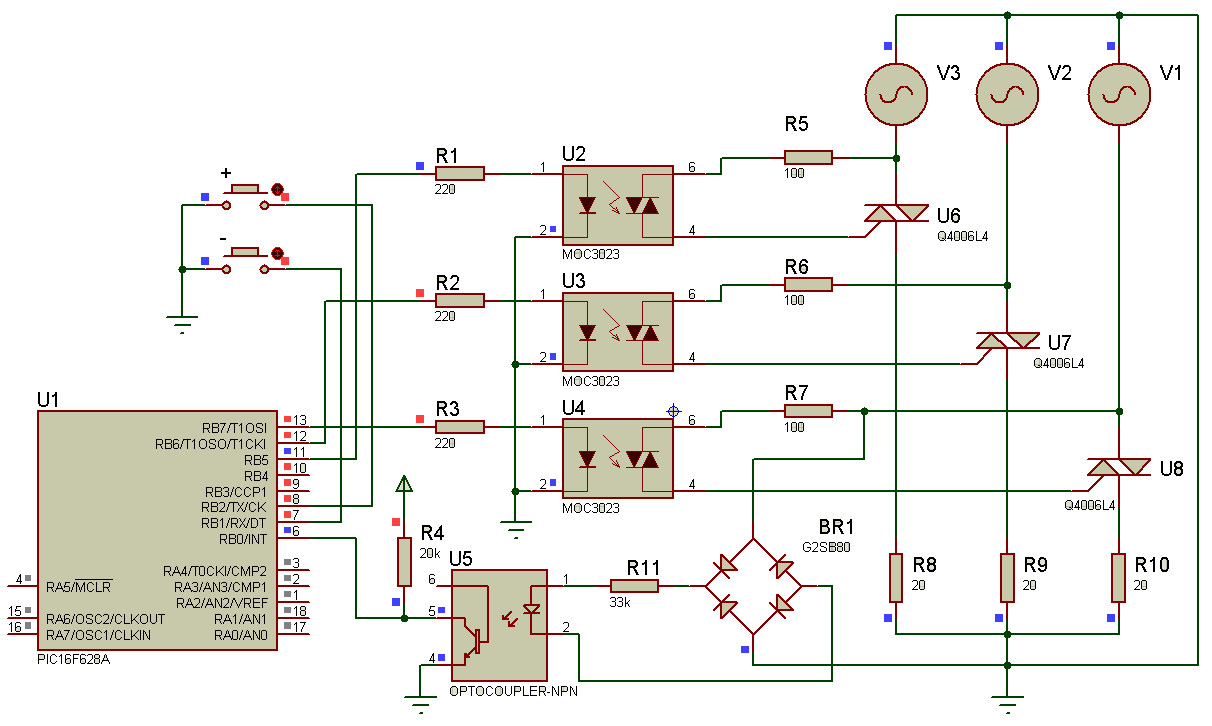 V3
V2
V1
R5
100
R1
220
1
U2
6
2
4
MOC3023
+
-
U6
Q4006L4
R2
220
1
U3
6
2
4
MOC3023
R6
100
U7
Q4006L4
R3
220
1
U4
6
2
4
MOC3023
R7
100
U8
Q4006L4
U1
RB7/T1OSI
13
RB6/T1OSO/T1CKI
12
RB5
11
RB4
10
RB3/CCP1
9
RB2/TX/CK
8
RB1/RX/DT
7
RB0/INT
6
RA4/T0CKI/CMP2
3
4
RA5/MCLR
RA3/AN3/CMP1
2
RA2/AN2/VREF
1
15
RA6/OSC2/CLKOUT
RA1/AN1
18
16
RA7/OSC1/CLKIN
RA0/AN0
17
PIC16F628A
R4
20k
U5
6
5
4
1
2
OPTOCOUPLER-NPN
R11
33k
BR1
G2SB80
R8
20
R9
20
R10
20